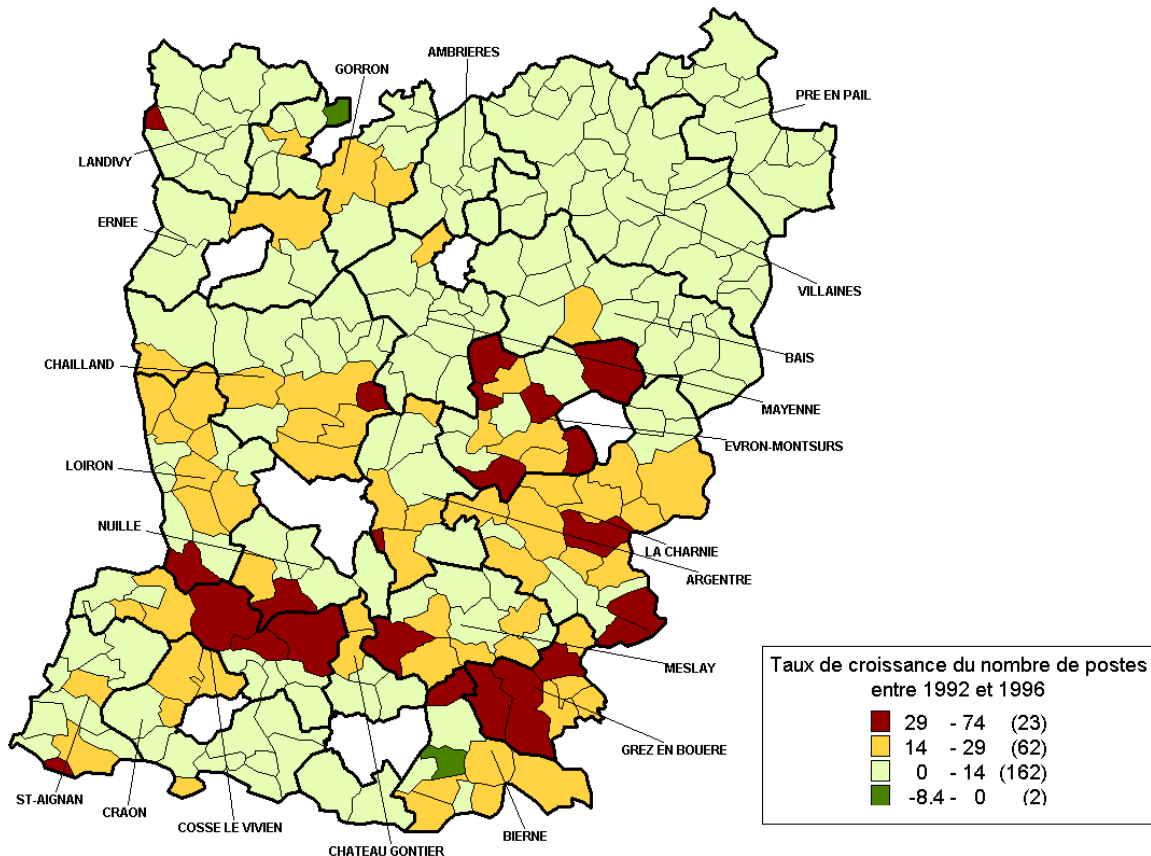 AMBRIERES
GORRON
PRE EN PAIL
LANDIVY
ERNEE
VILLAINES
BAIS
CHAILLAND
MAYENNE
EVRON-MONTSURS
LOIRON
NUILLE
LA CHARNIE
ARGENTRE
MESLAY
GREZ EN BOUERE
ST-AIGNAN
CRAON
COSSE LE VIVIEN
BIERNE
CHATEAU GONTIER
Taux de croissance du nombre de postes
entre 1992 et 1996
29 - 74 (23)
14 - 29 (62)
0 - 14 (162)
-8.4 - 0 (2)